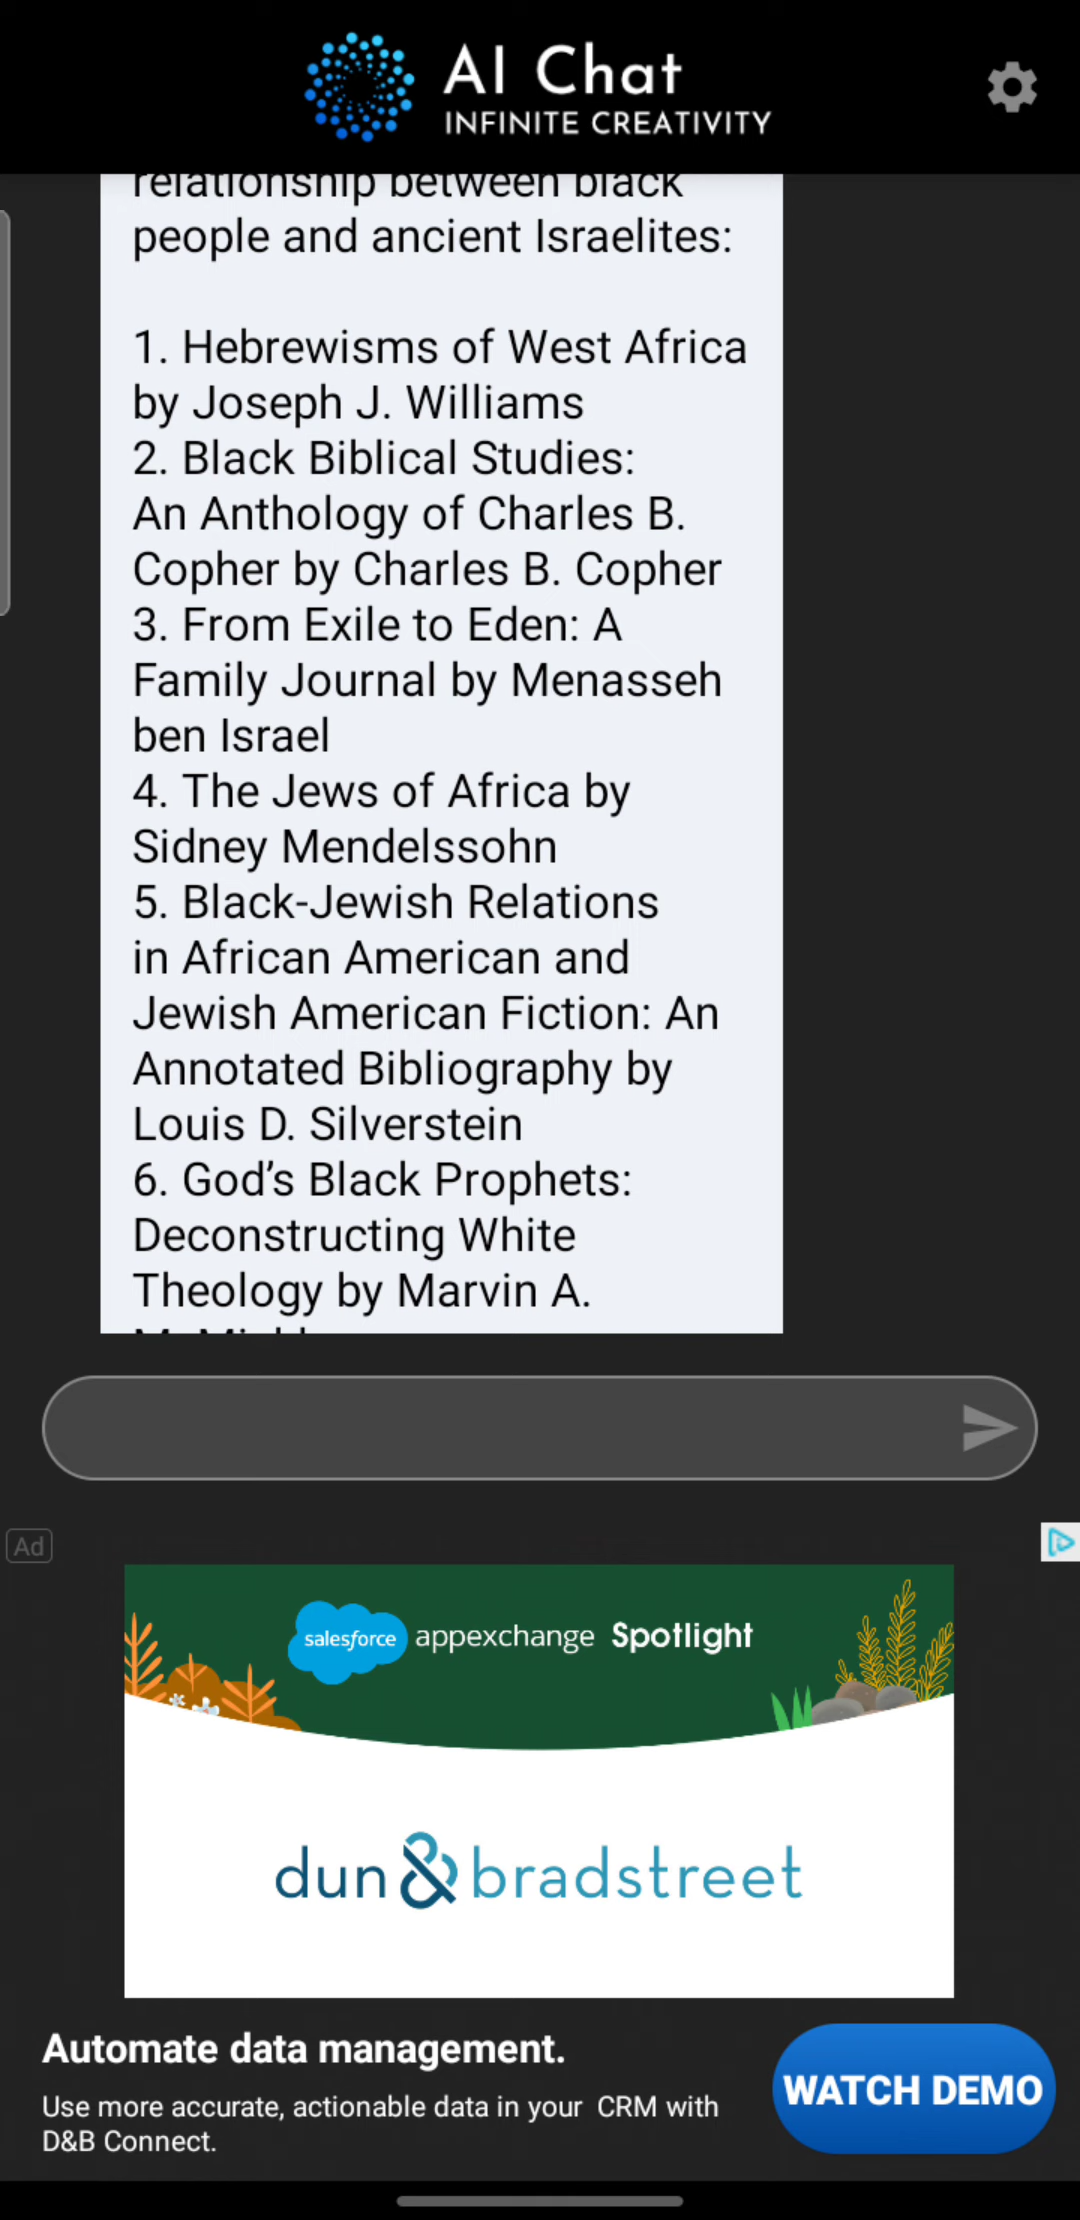 AI Chat
INFINITE CREATIVITY
relationship between black
people and ancient Israelites:
1. Hebrewisms of West Africa
by Joseph J. Williams
2. Black Biblical Studies:
An Anthology of Charles B.
Copher by Charles B. Copher
3. From Exile to Eden: A
Family Journal by Menasseh
ben Israel
4. The Jews of Africa by
Sidney Mendelssohn
5. Black-Jewish Relations
in African American and
Jewish American Fiction: An
Annotated Bibliography by
Louis D. Silverstein
6. God’s Black Prophets:
Deconstructing White
Theology by Marvin A.
Ad
salesforce appexchange Spotlight
dun & bradstreet
Automate data management.
Use more accurate, actionable data in your CRM with
D&B Connect.
WATCH DEMO